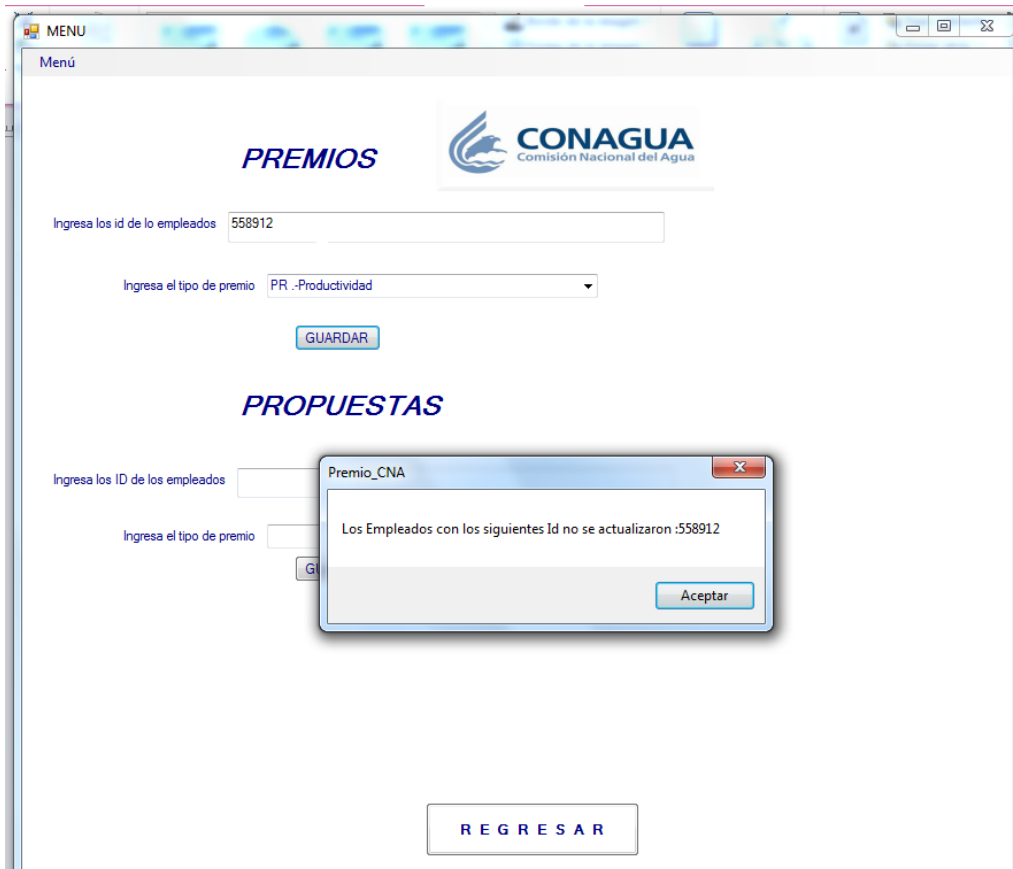 MENU
Menú
PREMIOS
CONAGUA
Comisión Nacional del Agua
Ingresa los id de lo empleados 558912
Ingresa el tipo de premio PR .-Productividad
GUARDAR
PROPUESTAS
Ingresa los ID de los empleados
Premio_CNA
Los Empleados con los siguientes Id no se actualizaron :558912
Ingresa el tipo de premio
Aceptar
REGRESAR